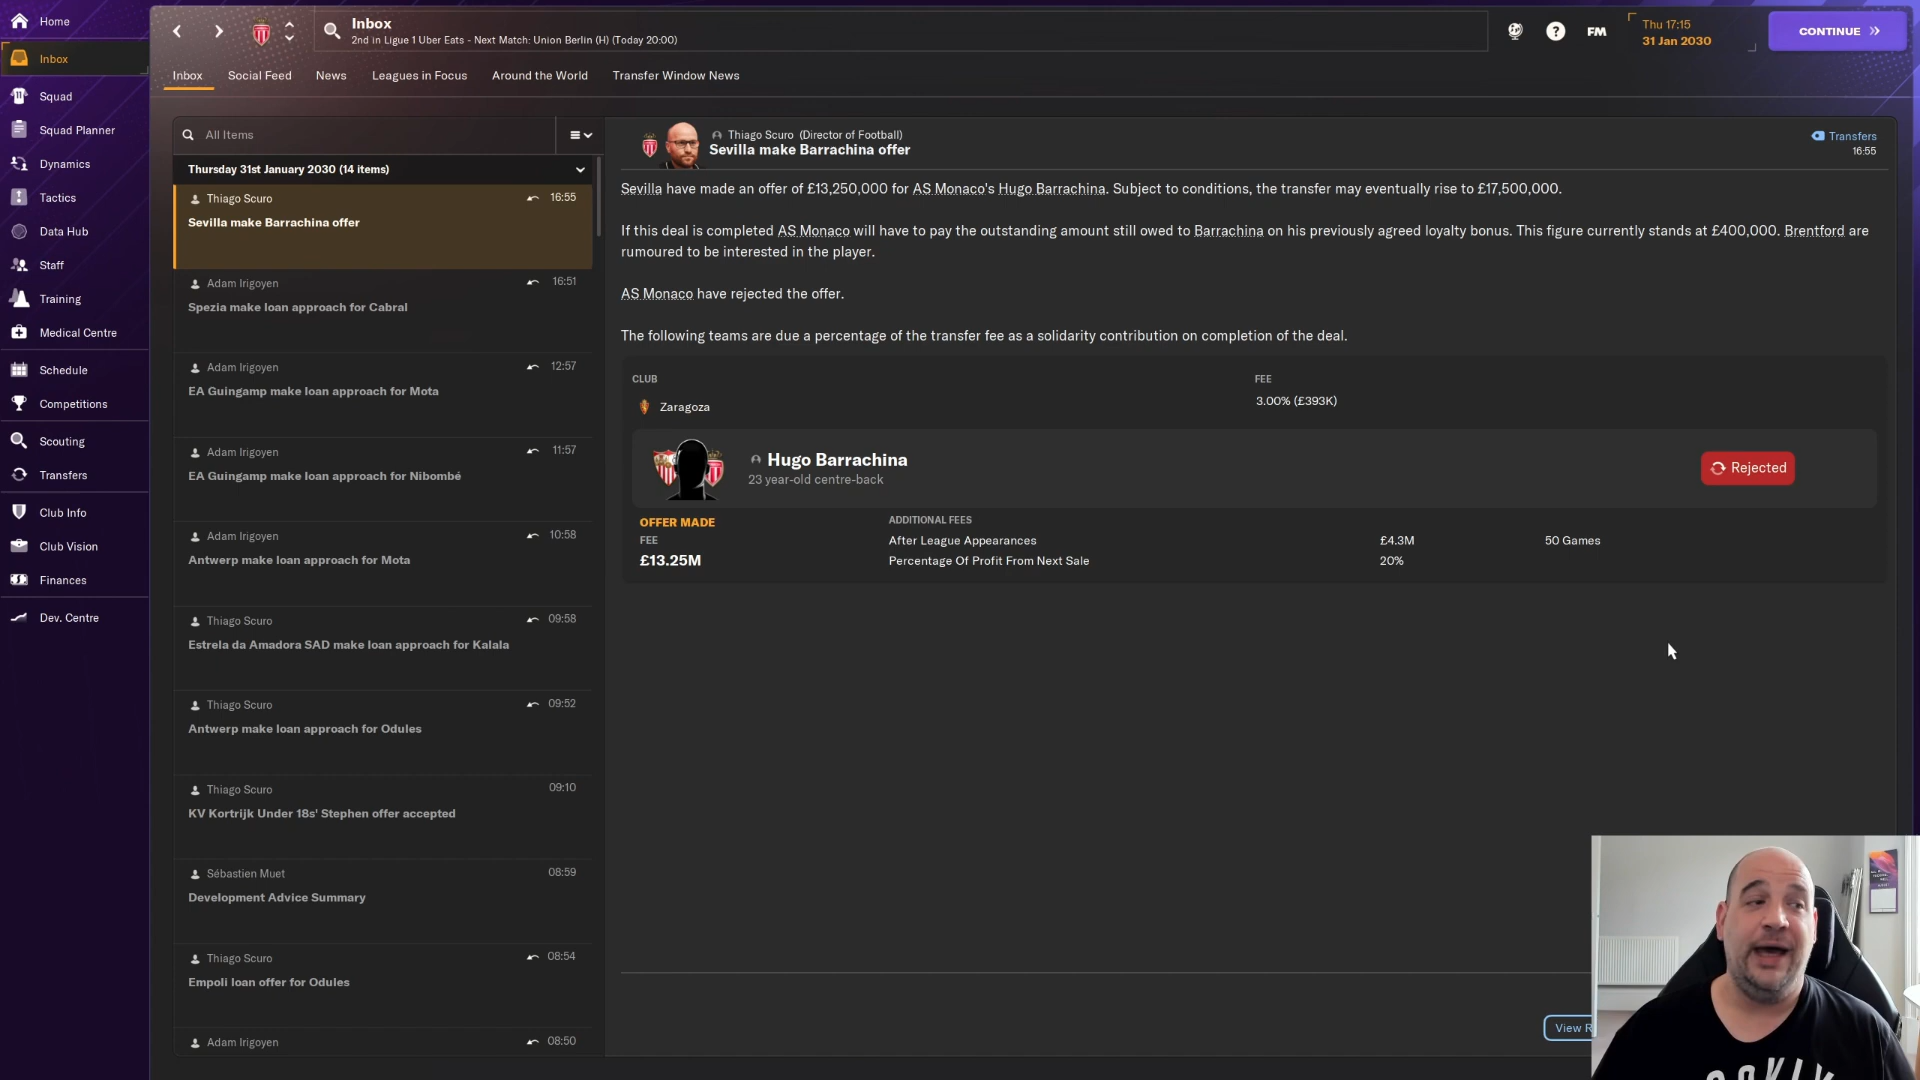 Home
Inbox
Squad
Squad Planner
Dynamics
Tactics
Data Hub
Staff
Training
Medical Centre
Schedule
Competitions
Scouting
Transfers
Club Info
Club Vision
Finances
Dev. Centre
Inbox
2nd in Ligue 1 Uber Eats - Next Match: Union Berlin (H) (Today 20:00)
FM
Thu 17:15
31 Jan 2030
CONTINUE
Inbox Social Feed News Leagues in Focus Around the World Transfer Window News
All Items
Thursday 31st January 2030 (14 items)
Thiago Scuro 16:55
Sevilla make Barrachina offer
Adam Irigoyen 16:51
Spezia make loan approach for Cabral
Adam Irigoyen 12:57
EA Guingamp make loan approach for Mota
Adam Irigoyen 11:57
EA Guingamp make loan approach for Nibombé
Adam Irigoyen 10:58
Antwerp make loan approach for Mota
Thiago Scuro 09:58
Estrela da Amadora SAD make loan approach for Kalala
Thiago Scuro 09:52
Antwerp make loan approach for Odules
Thiago Scuro 09:10
KV Kortrijk Under 18s' Stephen offer accepted
Sébastien Muet 08:59
Development Advice Summary
Thiago Scuro 08:54
Empoli loan offer for Odules
Adam Irigoyen 08:50
Thiago Scuro (Director of Football)
Sevilla make Barrachina offer
Transfers
16:55
Sevilla have made an offer of £13,250,000 for AS Monaco's Hugo Barrachina. Subject to conditions, the transfer may eventually rise to £17,500,000.
If this deal is completed AS Monaco will have to pay the outstanding amount still owed to Barrachina on his previously agreed loyalty bonus. This figure currently stands at £400,000. Brentford are
rumoured to be interested in the player.
AS Monaco have rejected the offer.
The following teams are due a percentage of the transfer fee as a solidarity contribution on completion of the deal.
CLUB FEE
Zaragoza 3.00% (£393K)
Hugo Barrachina
23 year-old centre-back
Rejected
OFFER MADE
FEE
£13.25M
ADDITIONAL FEES
After League Appearances £4.3M 50 Games
Percentage Of Profit From Next Sale 20%
View R